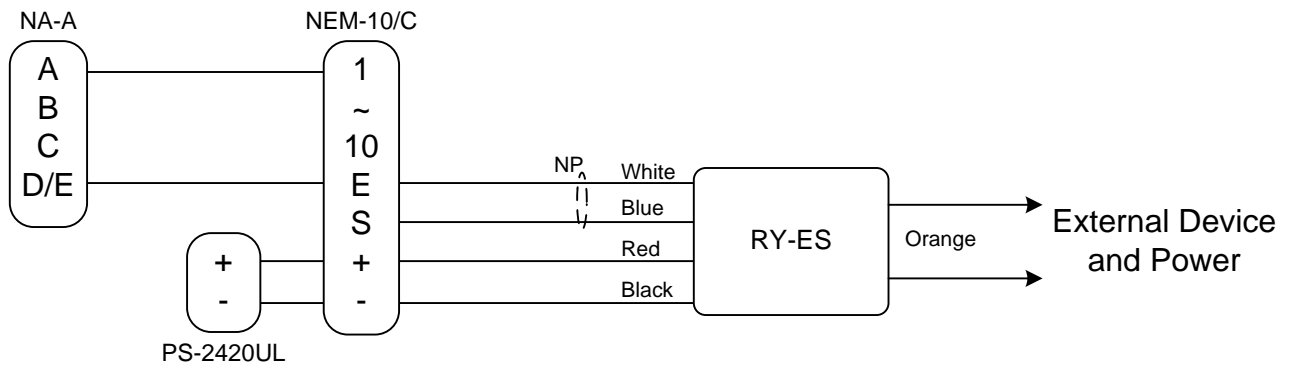 NA-A
A
B
C
D/E
NEM-10/C
1
~
10
E
S
+
-
+
-
PS-2420UL
NP
White
Blue
Red
Black
RY-ES
Orange
External Device
and Power